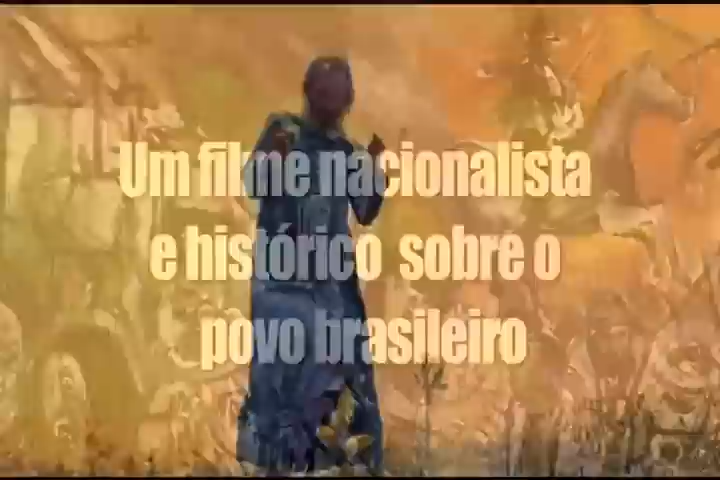 Um filme nacionalista
e histórico sobre o
povo brasileiro